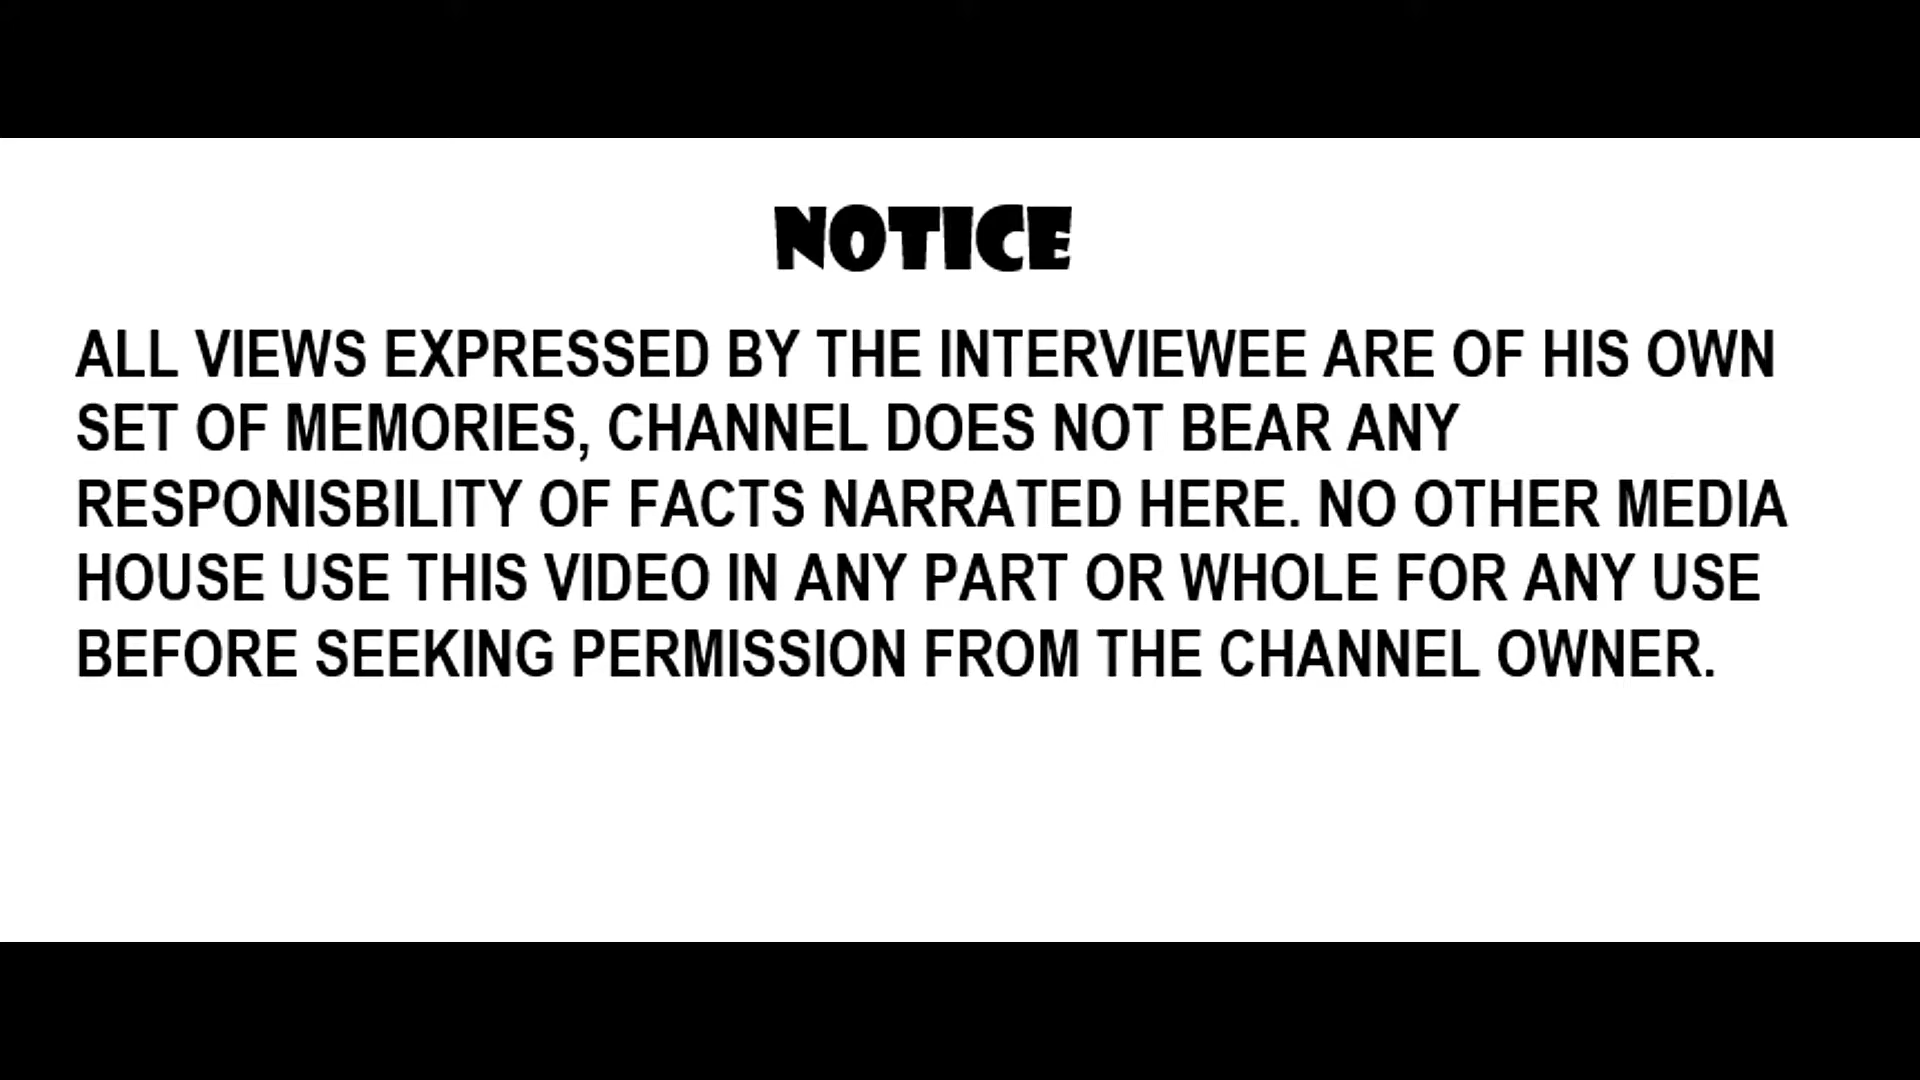 NOTICE
ALL VIEWS EXPRESSED BY THE INTERVIEWEE ARE OF HIS OWN
SET OF MEMORIES, CHANNEL DOES NOT BEAR ANY
RESPONISBILITY OF FACTS NARRATED HERE. NO OTHER MEDIA
HOUSE USE THIS VIDEO IN ANY PART OR WHOLE FOR ANY USE
BEFORE SEEKING PERMISSION FROM THE CHANNEL OWNER.